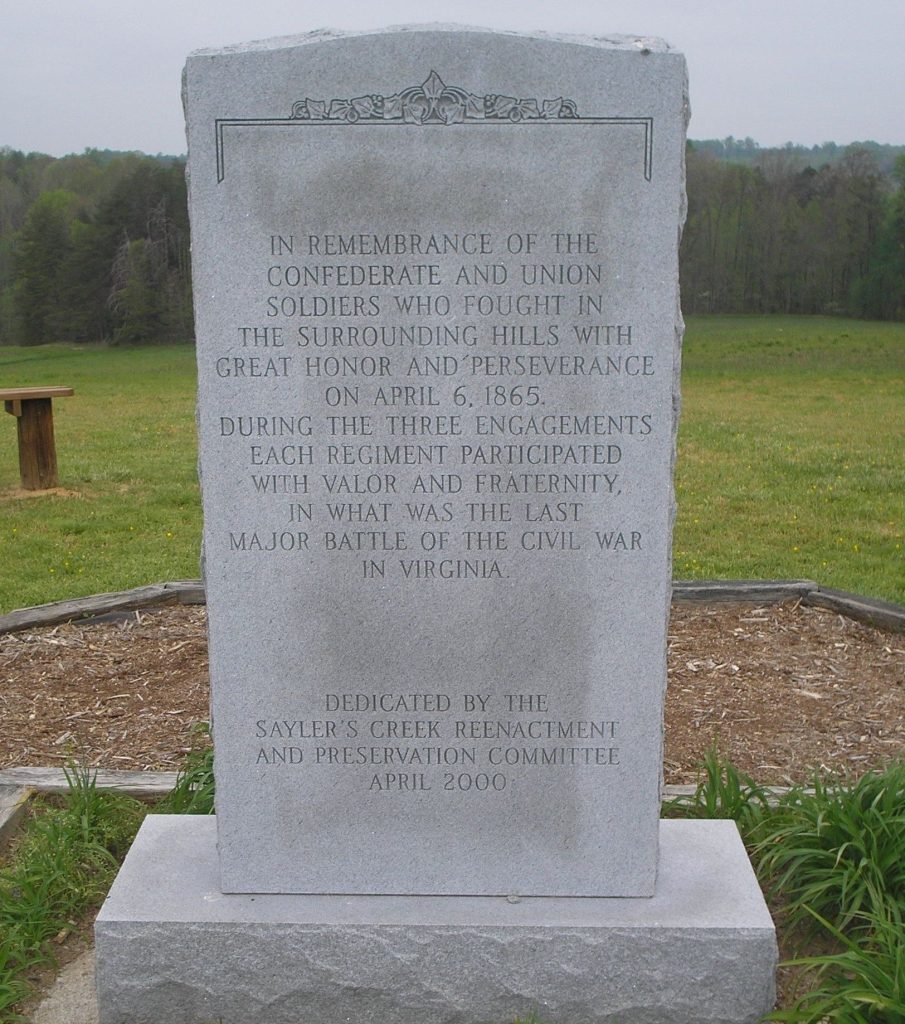 IN REMEMBRANCE OF THE
CONFEDERATE AND UNION
SOLDIERS WHO FOUGHT IN
THE SURROUNDING HILLS WITH
GREAT HONOR AND PERSEVERANCE
ON APRIL 6, 1865.
DURING THE THREE ENGAGEMENTS
EACH REGIMENT PARTICIPATED
WITH VALOR AND FRATERNITY,
IN WHAT WAS THE LAST
MAJOR BATTLE OF THE CIVIL WAR
IN VIRGINIA.
DEDICATED BY THE
SAYLER'S CREEK REENACTMENT
AND PRESERVATION COMMITTEE
APRIL 2000